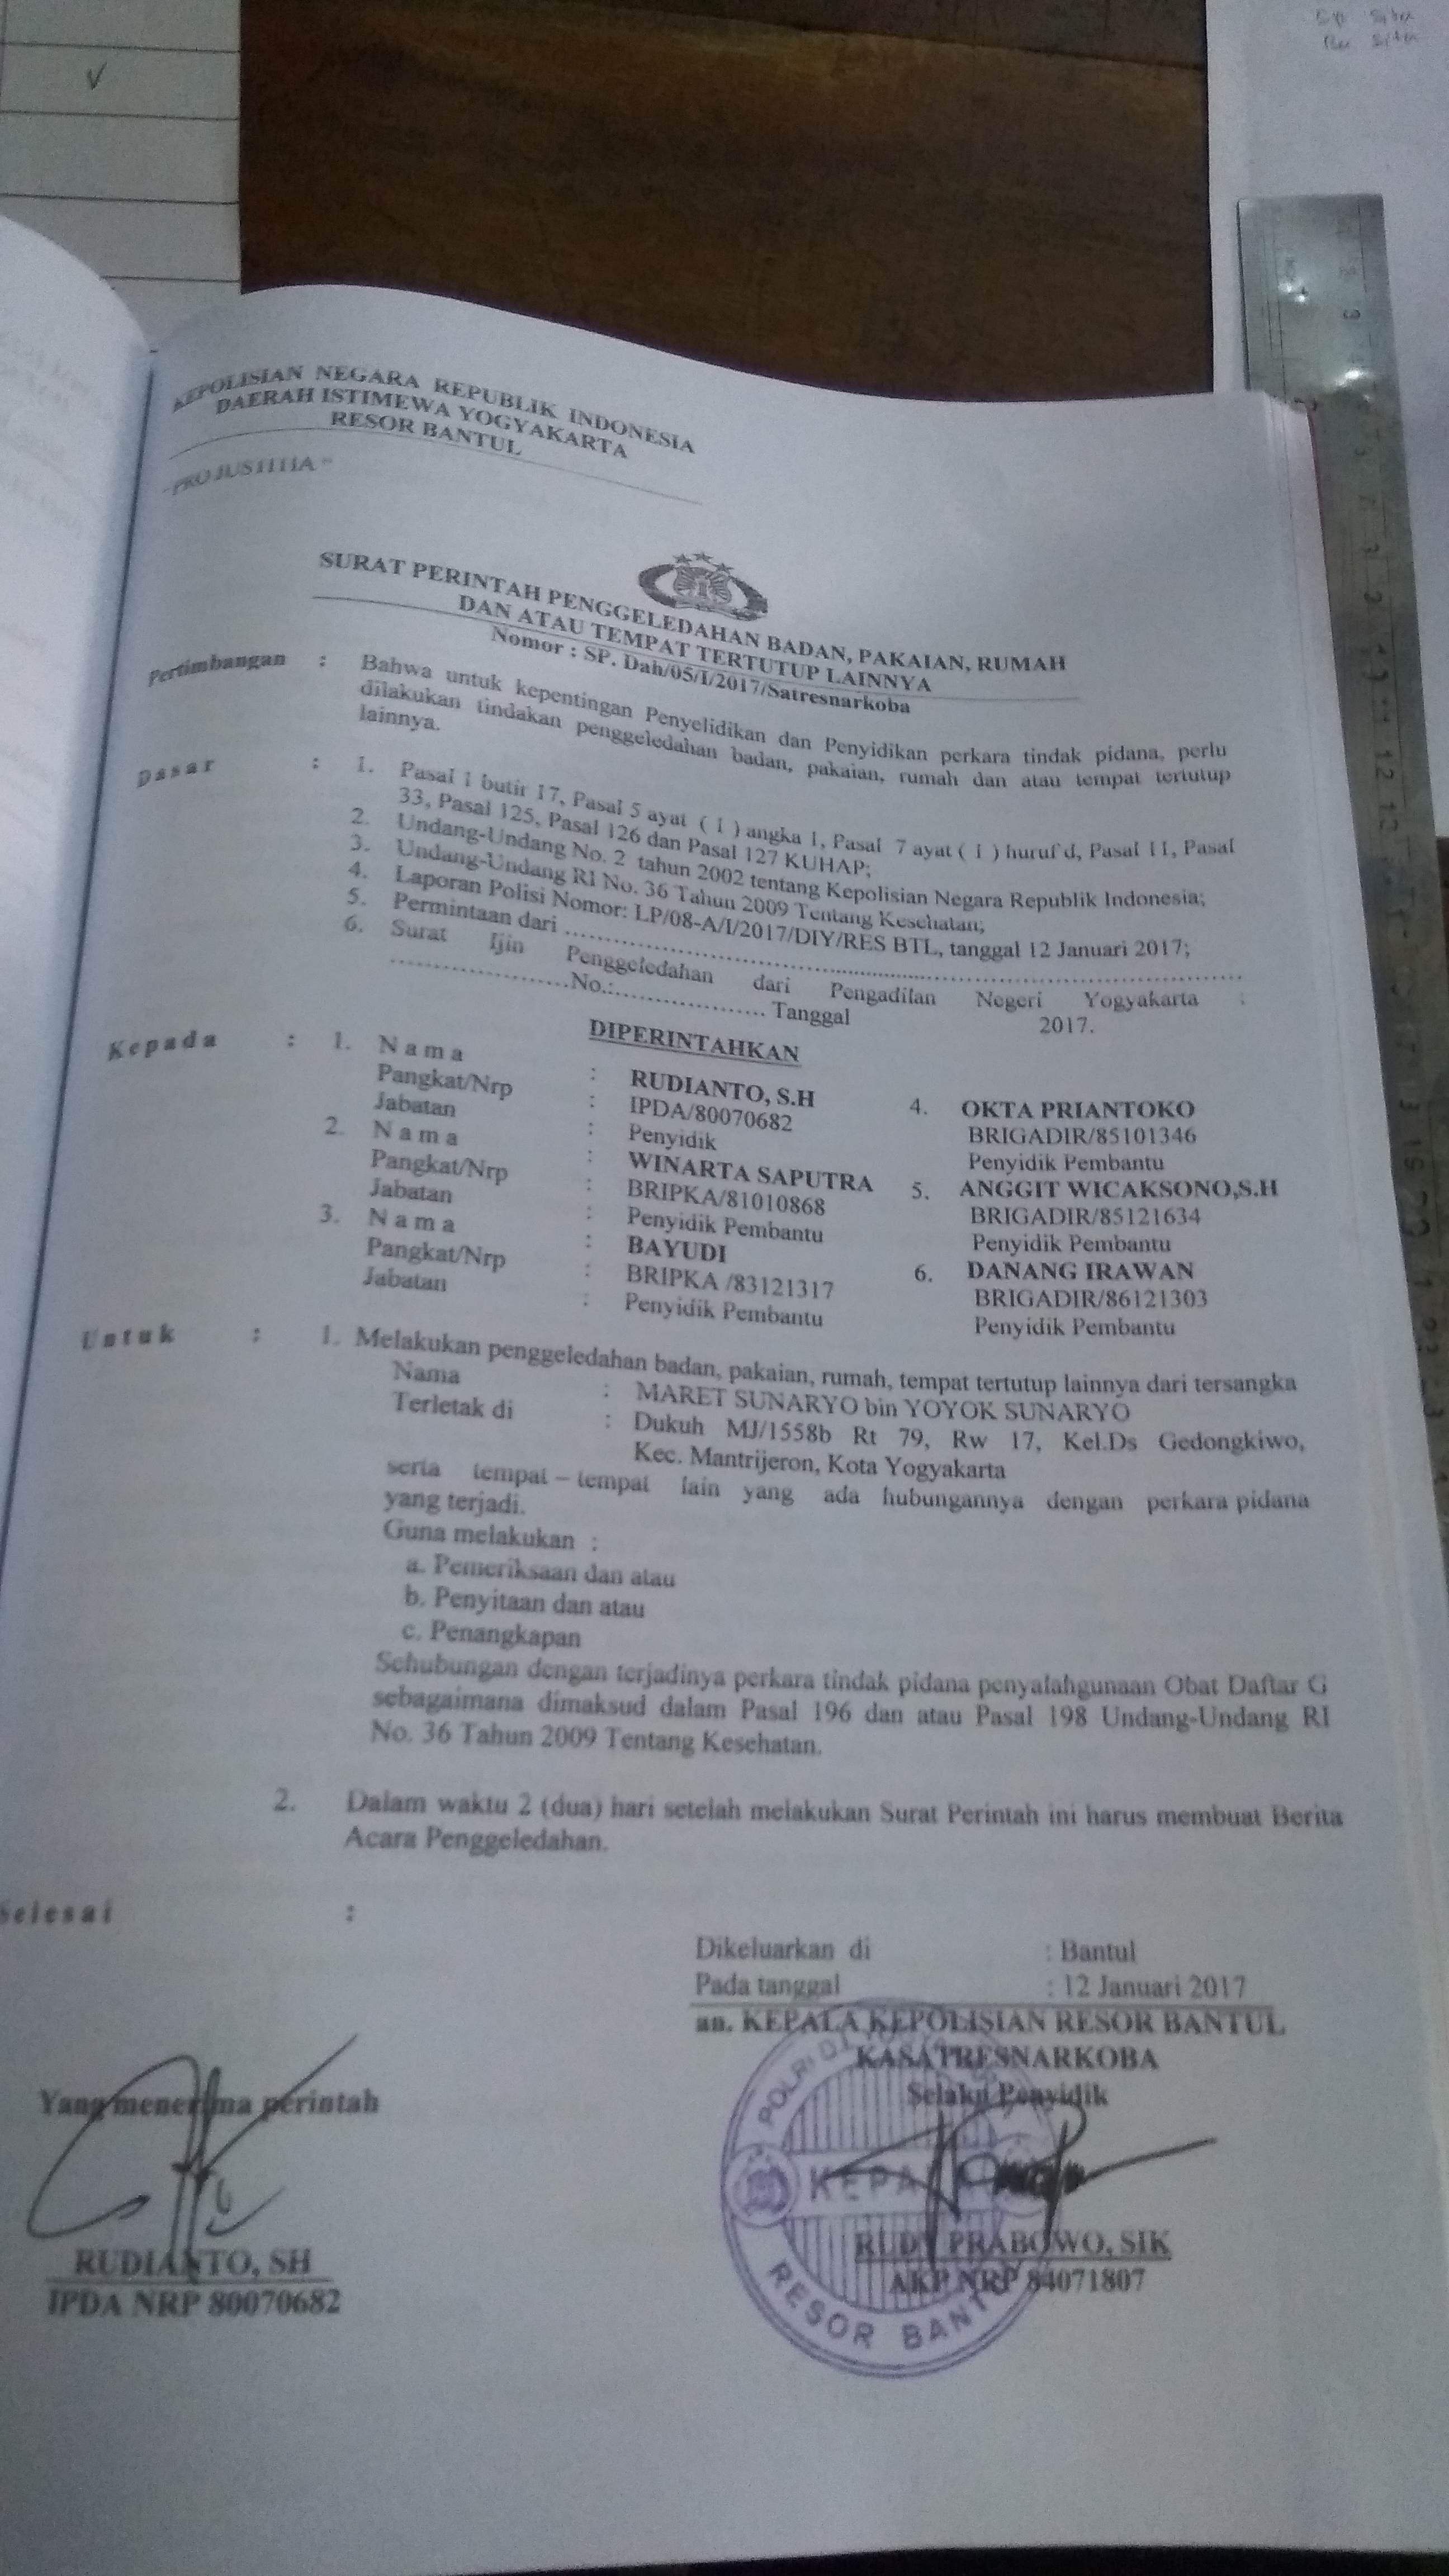 KEPOLISIAN NEGARA REPUBLIK INDONESIA
DAERAH ISTIMEWA YOGYAKARTA
RESOR BANTUL
"PRO JUSTITIA"
SURAT PERINTAH PENGGELEDAHAN BADAN, PAKAIAN, RUMAH
DAN ATAU TEMPAT TERTUTUP LAINNYA
Nomor : SP. Dah/05/I/2017/Satresnarkoba
Pertimbangan : Bahwa untuk kepentingan Penyelidikan dan Penyidikan perkara tindak pidana, perlu
dilakukan tindakan penggeledahan badan, pakaian, rumah dan atau tempat tertutup
lainnya.
Dasar : 1. Pasal 1 butir 17, Pasal 5 ayat ( 1 ) angka 1, Pasal 7 ayat ( 1 ) huruf d, Pasal 11, Pasal
33, Pasal 125, Pasal 126 dan Pasal 127 KUHAP;
2. Undang-Undang No. 2 tahun 2002 tentang Kepolisian Negara Republik Indonesia;
3. Undang-Undang RI No. 36 Tahun 2009 Tentang Kesehatan;
4. Laporan Polisi Nomor: LP/08-A/I/2017/DIY/RES BTL, tanggal 12 Januari 2017;
5. Permintaan dari ........................................................................
6. Surat Ijin Penggeledahan dari Pengadilan Negeri Yogyakarta :
....................No.:.................. Tanggal 2017.
DIPERINTAHKAN
Kepada : 1. N a m a : RUDIANTO, S.H
Pangkat/Nrp : IPDA/80070682
Jabatan : Penyidik
2. N a m a : WINARTA SAPUTRA
Pangkat/Nrp : BRIPKA/81010868
Jabatan : Penyidik Pembantu
3. N a m a : BAYUDI
Pangkat/Nrp : BRIPKA /83121317
Jabatan : Penyidik Pembantu
4. OKTA PRIANTOKO
BRIGADIR/85101346
Penyidik Pembantu
5. ANGGIT WICAKSONO,S.H
BRIGADIR/85121634
Penyidik Pembantu
6. DANANG IRAWAN
BRIGADIR/86121303
Penyidik Pembantu
Untuk : 1. Melakukan penggeledahan badan, pakaian, rumah, tempat tertutup lainnya dari tersangka
Nama : MARET SUNARYO bin YOYOK SUNARYO
Terletak di : Dukuh MJ/1558b Rt 79, Rw 17, Kel.Ds Gedongkiwo,
Kec. Mantrijeron, Kota Yogyakarta
serta tempat – tempat lain yang ada hubungannya dengan perkara pidana
yang terjadi.
Guna melakukan :
a. Pemeriksaan dan atau
b. Penyitaan dan atau
c. Penangkapan
Sehubungan dengan terjadinya perkara tindak pidana penyalahgunaan Obat Daftar G
sebagaimana dimaksud dalam Pasal 196 dan atau Pasal 198 Undang-Undang RI
No. 36 Tahun 2009 Tentang Kesehatan.
2. Dalam waktu 2 (dua) hari setelah melakukan Surat Perintah ini harus membuat Berita
Acara Penggeledahan.
Selesai :
Dikeluarkan di : Bantul
Pada tanggal : 12 Januari 2017
an. KEPALA KEPOLISIAN RESOR BANTUL
KASATRESNARKOBA
Selaku Penyidik
RUDY PRABOWO, SIK
AKP NRP 84071807
Yang menerima perintah
RUDIANTO, SH
IPDA NRP 80070682
POLRI
RESOR BANTUL